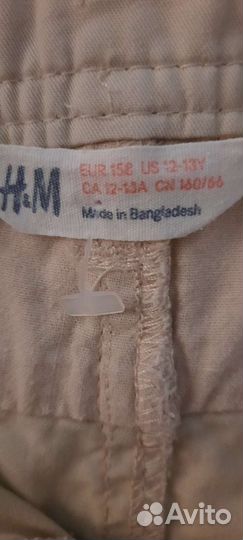 H&M
EUR 158 US 12-13Y
CA 12-13A CN 160/66
Made in Bangladesh
Avito